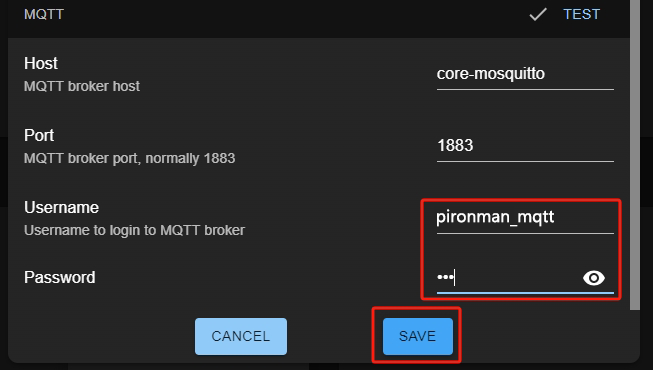 MQTT
TEST
Host
core-mosquitto
MQTT broker host
Port
1883
MQTT broker port, normally 1883
Username
pironman_mqtt
Username to login to MQTT broker
Password
•••
CANCEL
SAVE